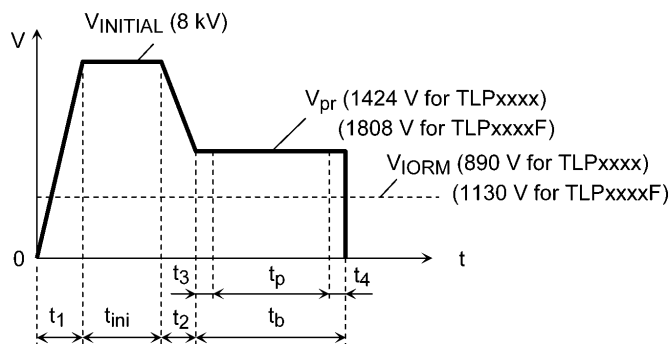 V
VINITIAL (8 kV)
Vpr (1424 V for TLPxxxx)
(1808 V for TLPxxxxF)
VIORM (890 V for TLPxxxx)
(1130 V for TLPxxxxF)
0
t
t3
tp
t4
t1
tini
t2
tb